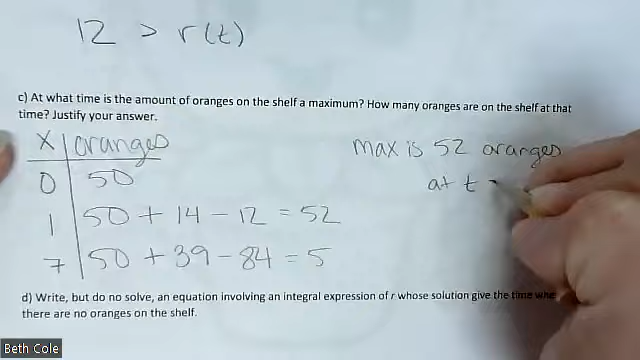 12 > r(t)
c) At what time is the amount of oranges on the shelf a maximum? How many oranges are on the shelf at that
time? Justify your answer.
x oranges
0 50
1 50 + 14 - 12 = 52
7 50 + 39 - 84 = 5
max is 52 oranges
at t
d) Write, but do no solve, an equation involving an integral expression of r whose solution give the time
there are no oranges on the shelf.
Beth Cole